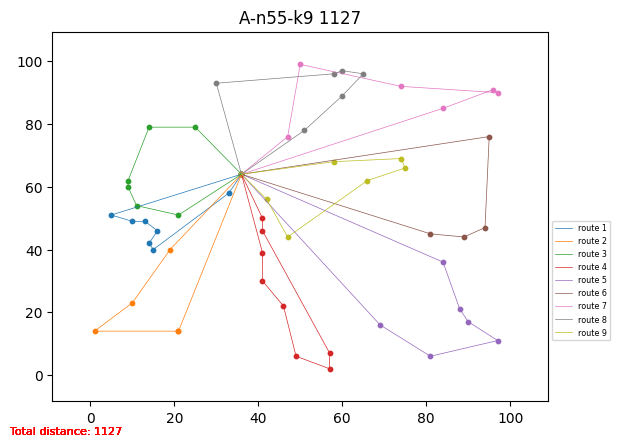 A-n55-k9 1127
100
80
60
40
20
0
0 20 40 60 80 100
route 1
route 2
route 3
route 4
route 5
route 6
route 7
route 8
route 9
Total distance: 1127